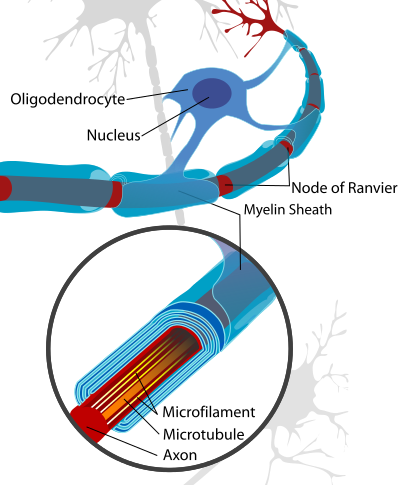 Oligodendrocyte
Nucleus
Node of Ranvier
Myelin Sheath
Microfilament
Microtubule
Axon